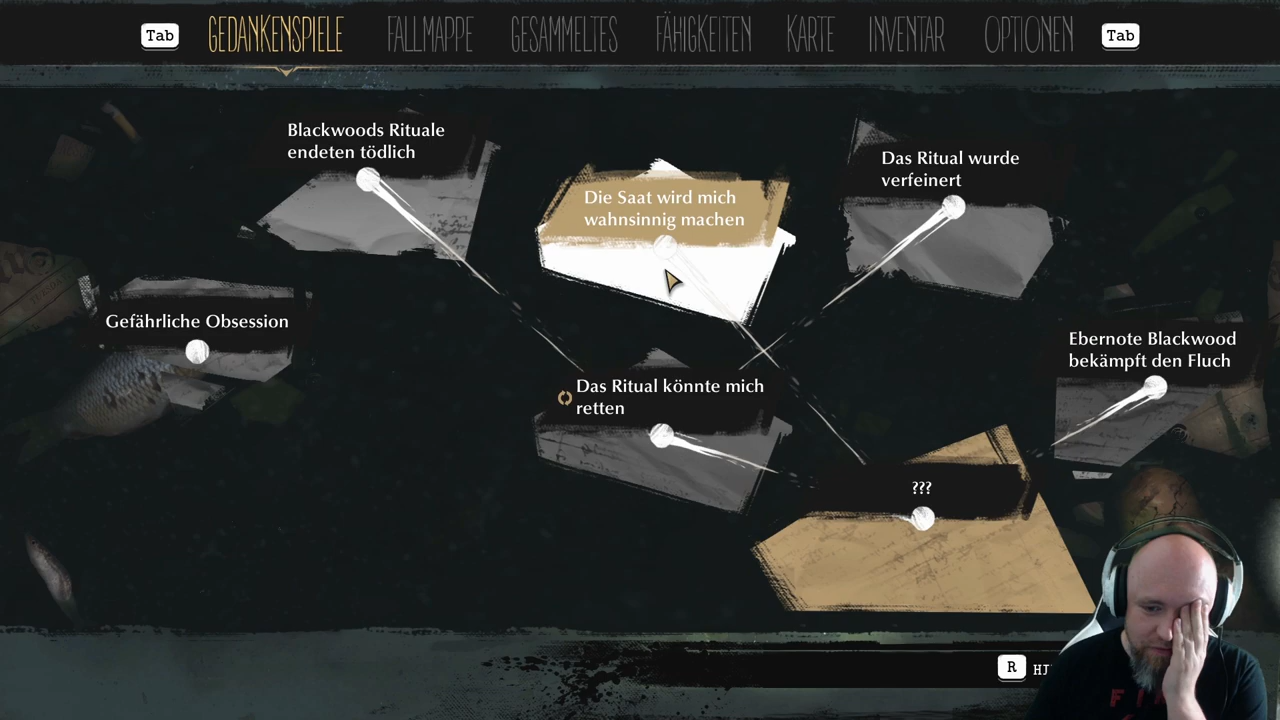 Tab
GEDANKENSPIELE
FALLMAPPE
GESAMMELTES
FÄHIGKEITEN
KARTE
INVENTAR
OPTIONEN
Tab
Blackwoods Rituale
endeten tödlich
Die Saat wird mich
wahnsinnig machen
Das Ritual wurde
verfeinert
Gefährliche Obsession
Ebernote Blackwood
bekämpft den Fluch
Das Ritual könnte mich
retten
???
R